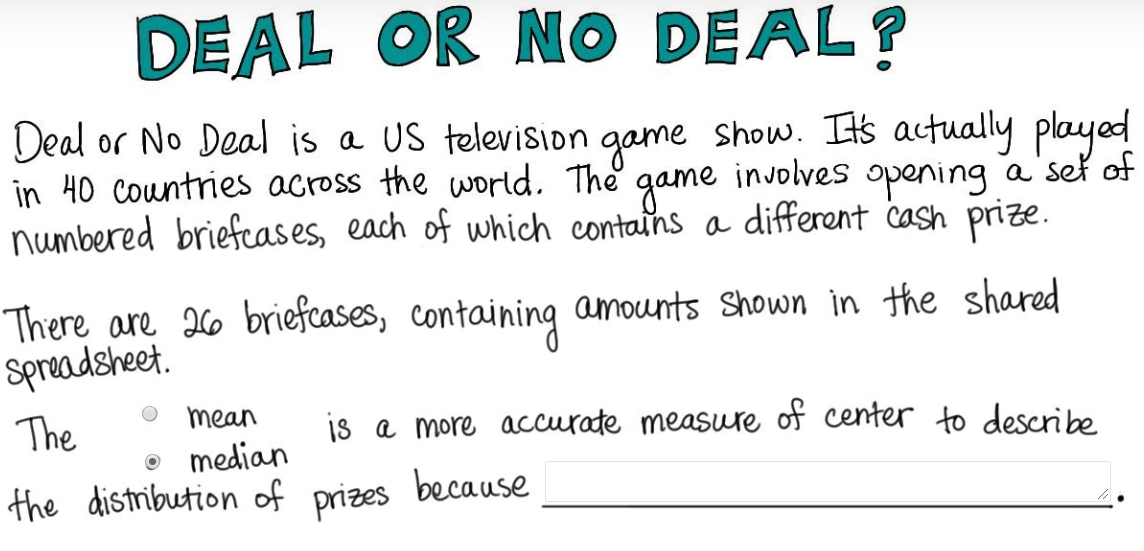 DEAL OR NO DEAL?
Deal or No Deal is a US television game show. It's actually played
in 40 countries across the world. The game involves opening a set of
numbered briefcases, each of which contains a different cash prize.
There are 26 briefcases, containing amounts shown in the shared
spreadsheet.
The mean is a more accurate measure of center to describe
median
the distribution of prizes because .